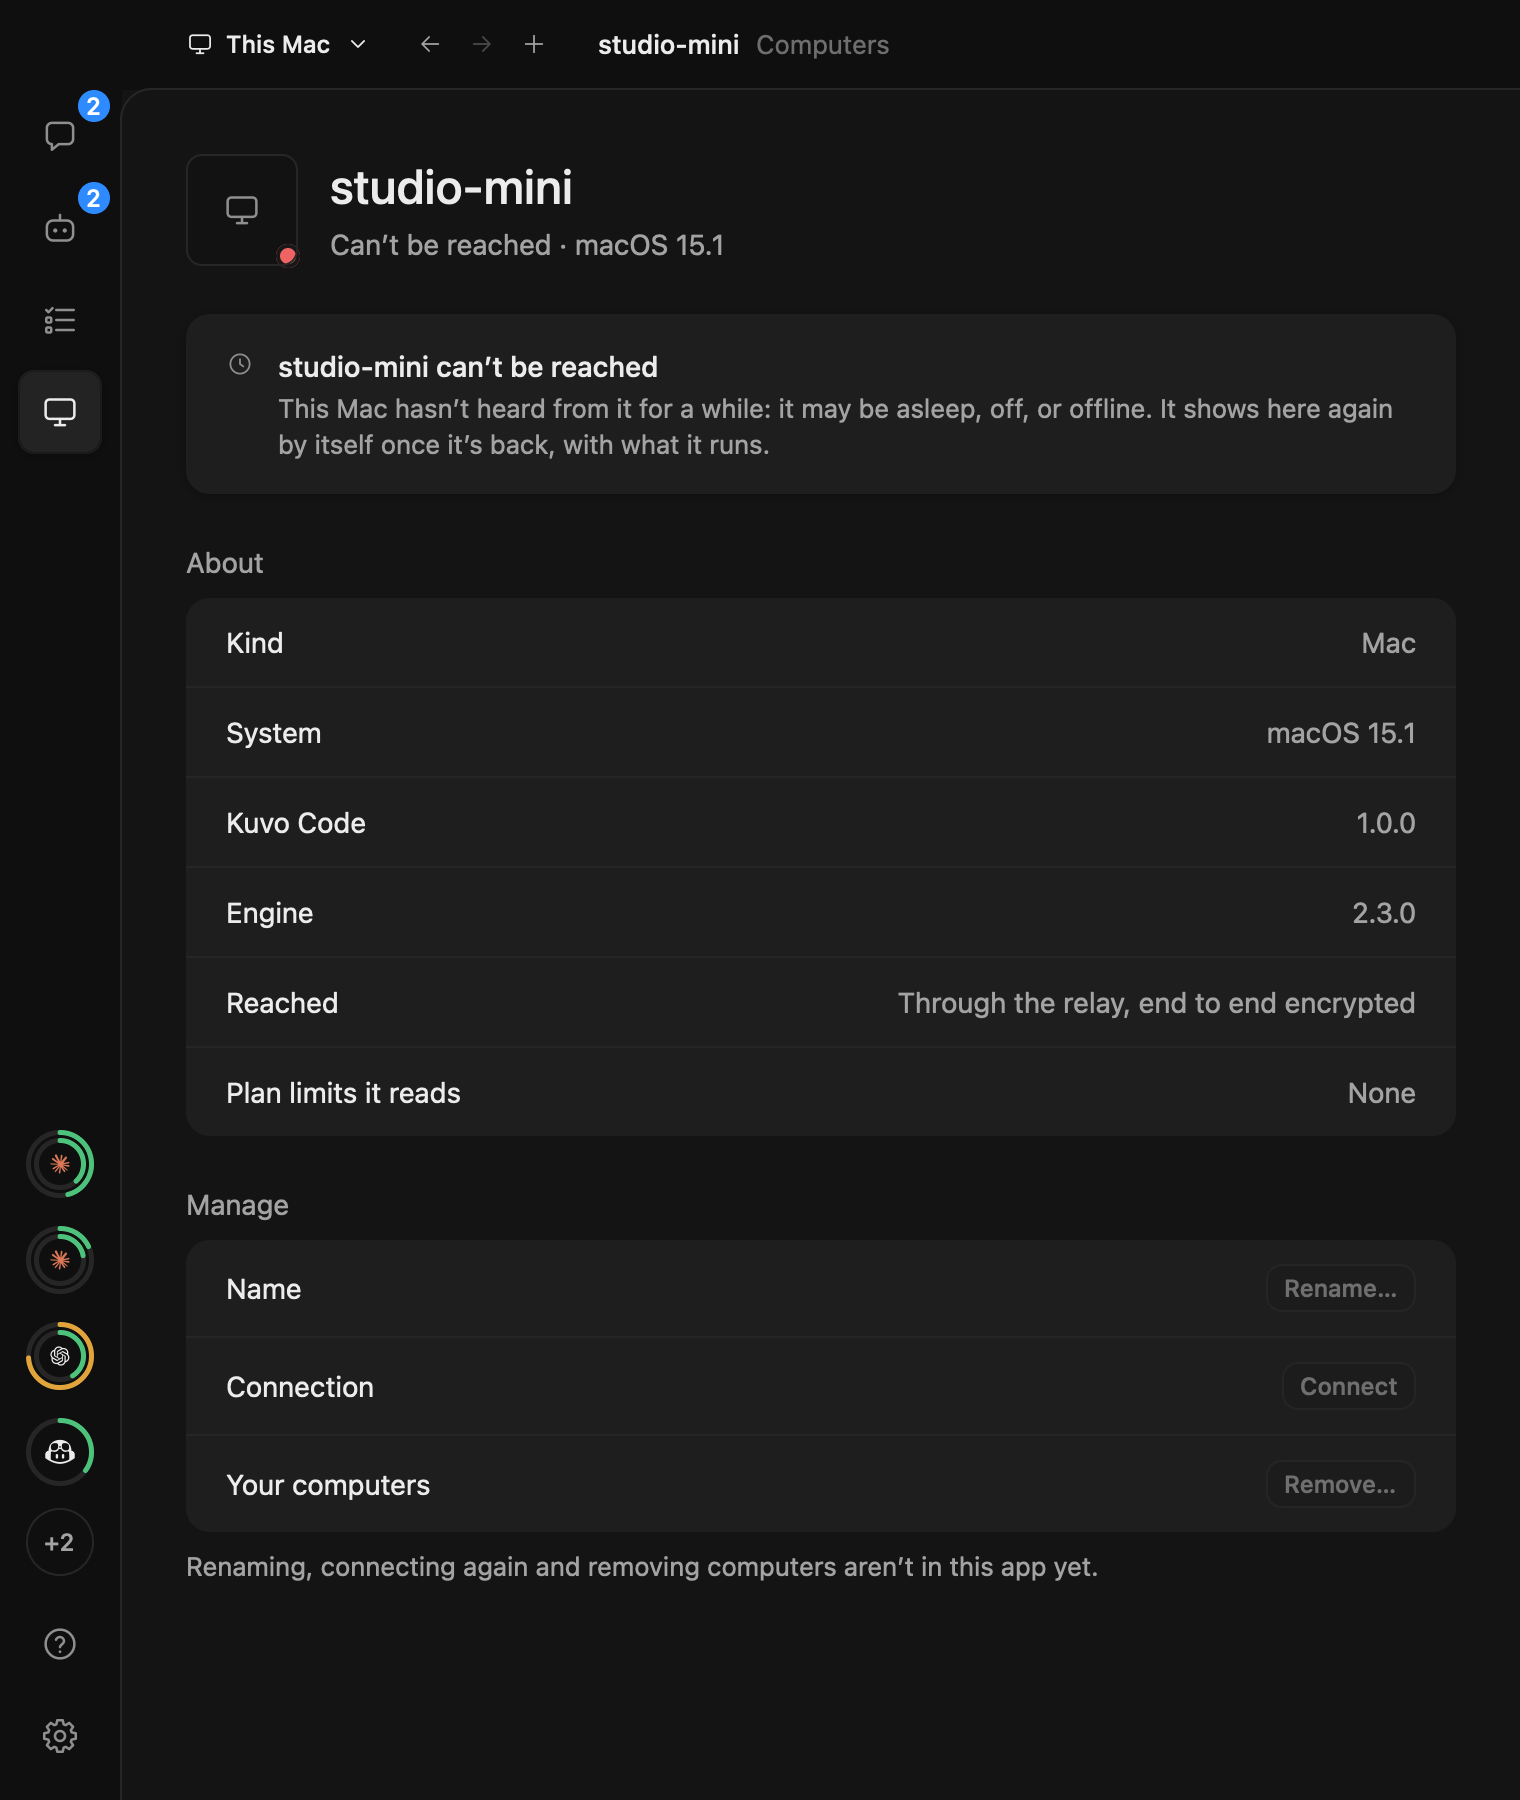 This Mac
studio-mini Computers
2
2
studio-mini
Can’t be reached · macOS 15.1
studio-mini can’t be reached
This Mac hasn’t heard from it for a while: it may be asleep, off, or offline. It shows here again
by itself once it’s back, with what it runs.
About
Kind Mac
System macOS 15.1
Kuvo Code 1.0.0
Engine 2.3.0
Reached Through the relay, end to end encrypted
Plan limits it reads None
Manage
Name Rename...
Connection Connect
Your computers Remove...
Renaming, connecting again and removing computers aren’t in this app yet.
+2